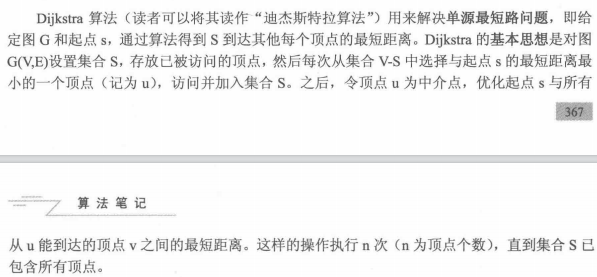 Dijkstra 算法（读者可以将其读作“迪杰斯特拉算法”）用来解决单源最短路问题，即给
定图 G 和起点 s，通过算法得到 S 到达其他每个顶点的最短距离。Dijkstra 的基本思想是对图
G(V,E)设置集合 S，存放已被访问的顶点，然后每次从集合 V-S 中选择与起点 s 的最短距离最
小的一个顶点（记为 u），访问并加入集合 S。之后，令顶点 u 为中介点，优化起点 s 与所有
367
算 法 笔 记
从 u 能到达的顶点 v 之间的最短距离。这样的操作执行 n 次（n 为顶点个数），直到集合 S 已
包含所有顶点。